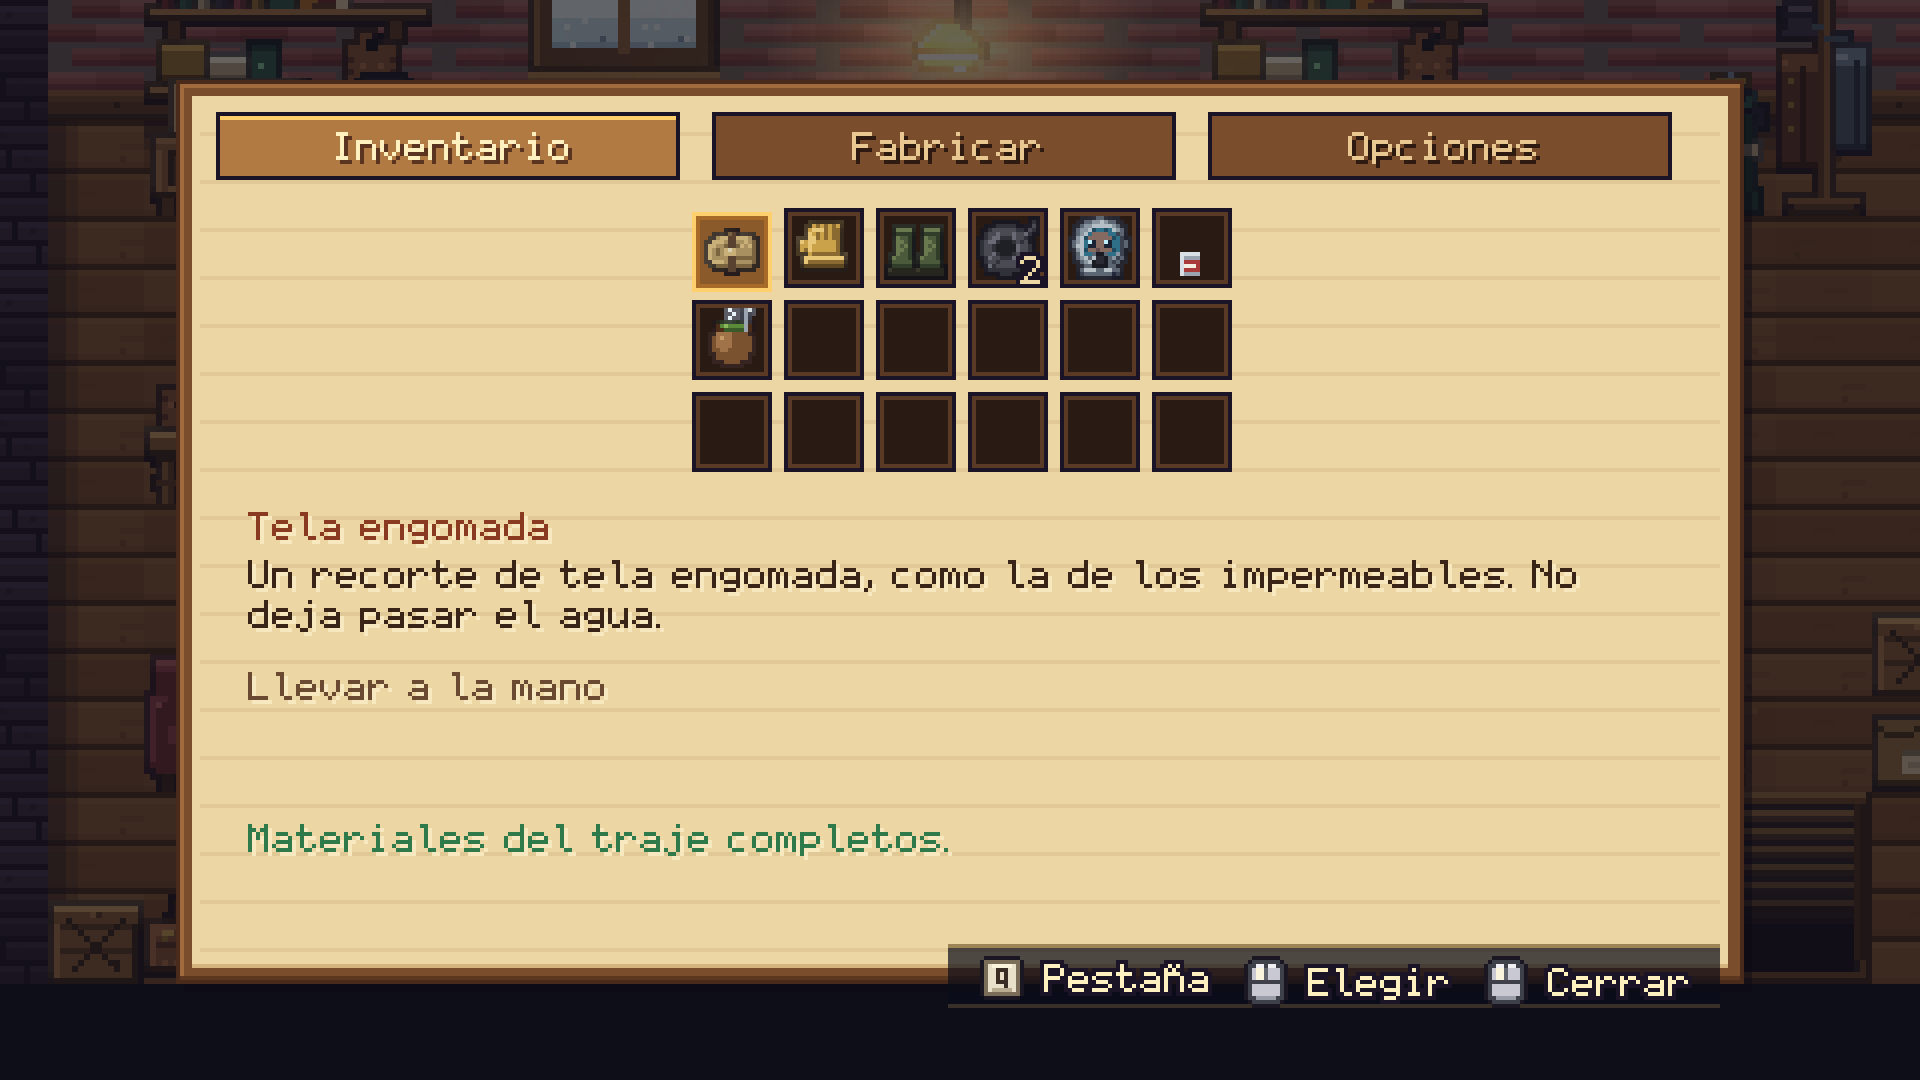 Inventario
Fabricar
Opciones
2
Tela engomada
Un recorte de tela engomada, como la de los impermeables. No
deja pasar el agua.
Llevar a la mano
Materiales del traje completos.
q Pestaña Elegir Cerrar